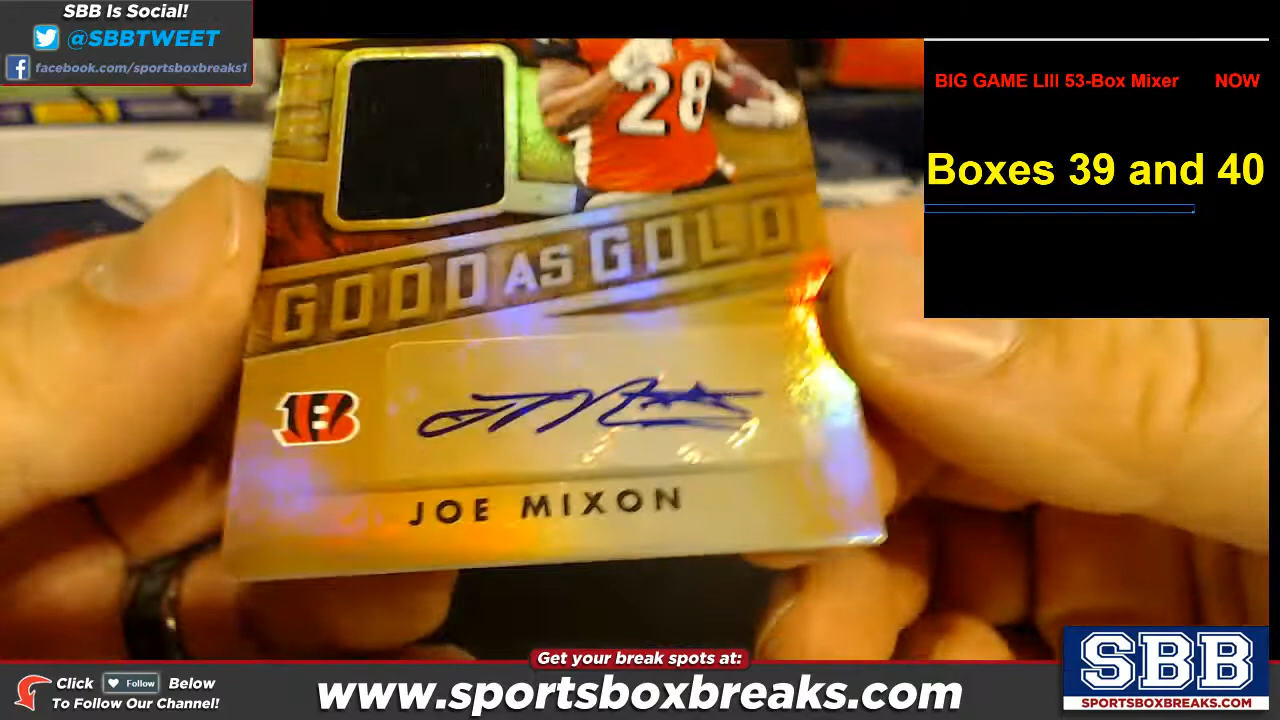 SBB Is Social!
@SBBTWEET
facebook.com/sportsboxbreaks1
BIG GAME LIII 53-Box Mixer NOW
Boxes 39 and 40
28
GOOD AS GOLD
B
JOE MIXON
Get your break spots at:
Click Follow Below
To Follow Our Channel!
www.sportsboxbreaks.com
SBB
SPORTSBOXBREAKS.COM